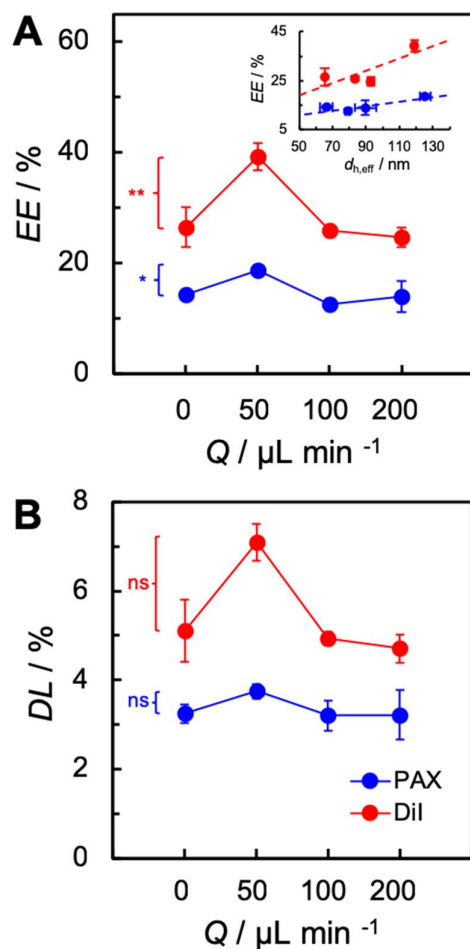 A
60
40
20
0
EE / %
**
*
45
25
5
EE / %
50 70 90 110 130
d h,eff / nm
0 50 100 200
Q / µL min -1
B
8
6
4
2
0
DL / %
ns
ns
PAX
DiI
0 50 100 200
Q / µL min -1